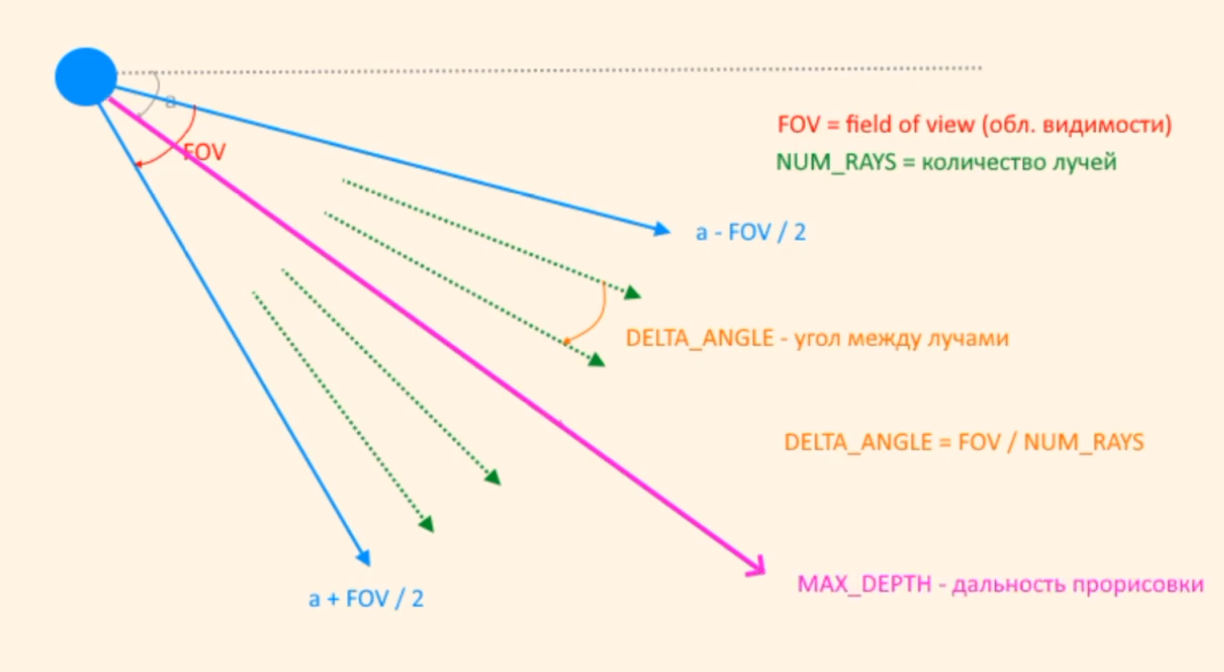 a
FOV = field of view (обл. видимости)
FOV
NUM_RAYS = количество лучей
a - FOV / 2
DELTA_ANGLE - угол между лучами
DELTA_ANGLE = FOV / NUM_RAYS
MAX_DEPTH - дальность прорисовки
a + FOV / 2